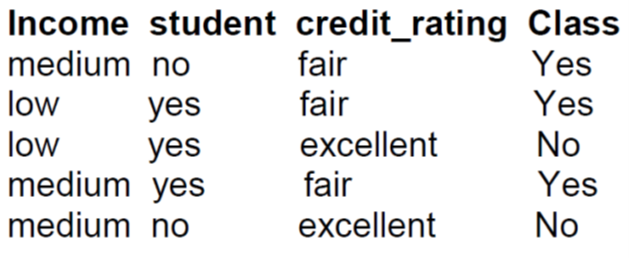 Income student credit_rating Class
medium no fair Yes
low yes fair Yes
low yes excellent No
medium yes fair Yes
medium no excellent No